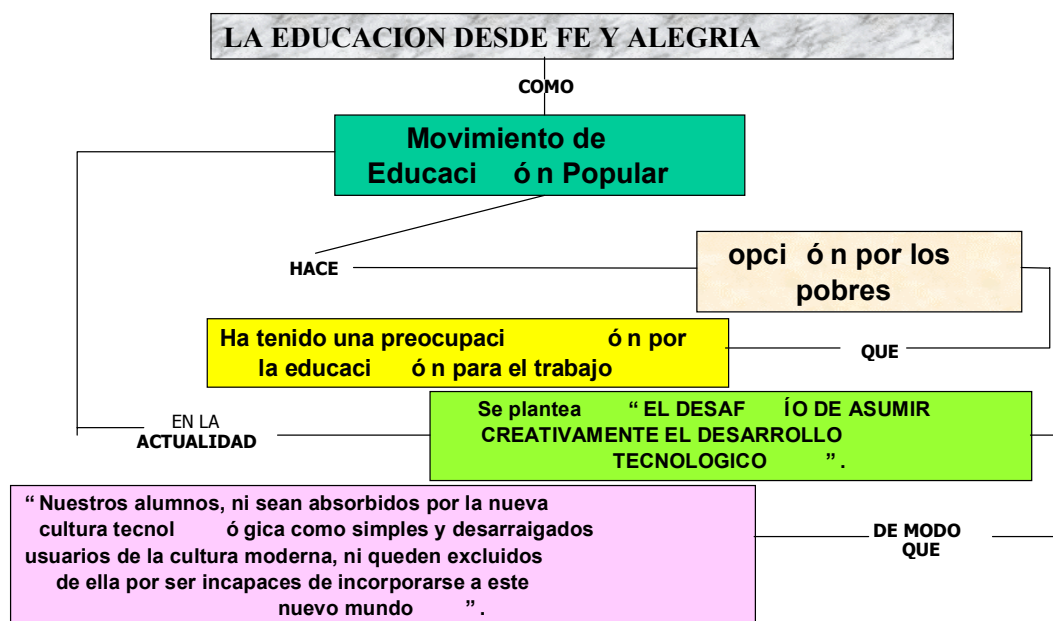 LA EDUCACION DESDE FE Y ALEGRIA
COMO
Movimiento de
Educaci ó n Popular
HACE
opci ó n por los
pobres
QUE
Ha tenido una preocupaci ó n por
la educaci ó n para el trabajo
EN LA
ACTUALIDAD
Se plantea “ EL DESAF ÍO DE ASUMIR
CREATIVAMENTE EL DESARROLLO
TECNOLOGICO ” .
DE MODO
QUE
“ Nuestros alumnos, ni sean absorbidos por la nueva
cultura tecnol ó gica como simples y desarraigados
usuarios de la cultura moderna, ni queden excluidos
de ella por ser incapaces de incorporarse a este
nuevo mundo ” .